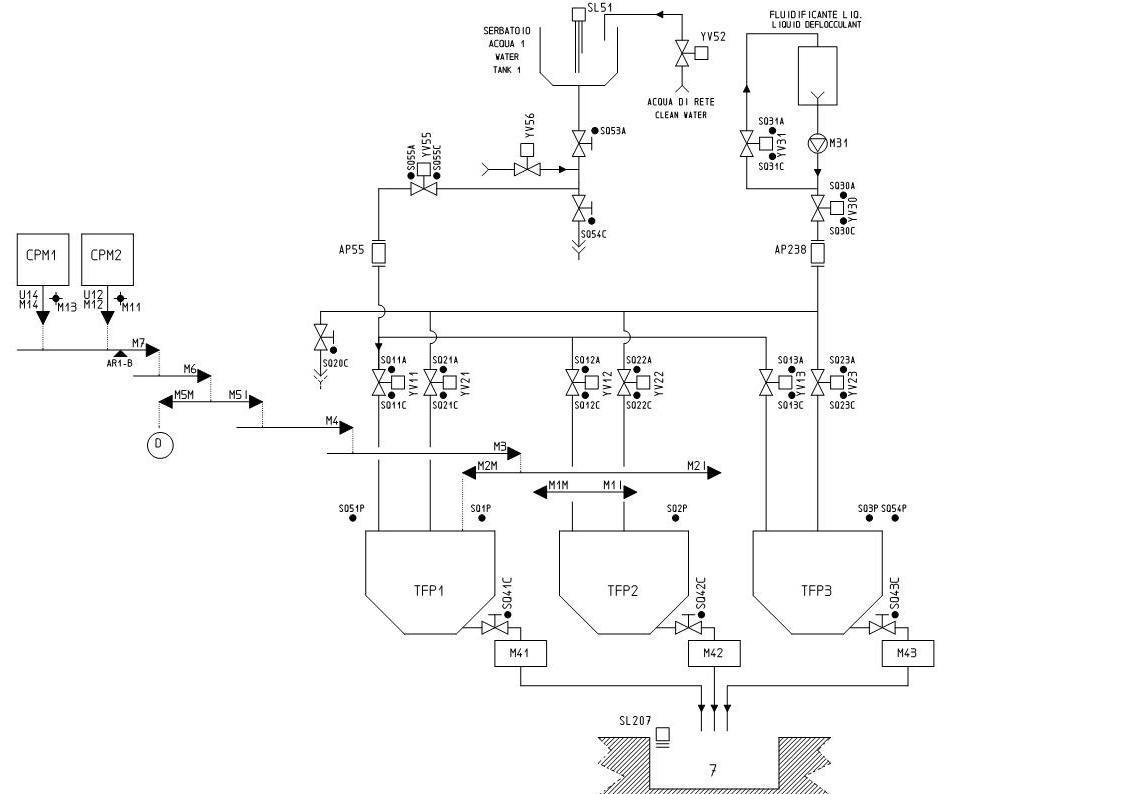 SL51
FLUIDIFICANTE LIQ.
LIQUID DEFLOCCULANT
SERBATOIO
ACQUA 1
WATER
TANK 1
YV52
ACQUA DI RETE
CLEAN WATER
YV56
SQ53A
SQ31A
YV31
SQ31C
M31
SQ55A
YV55
SQ55C
SQ30A
YV30
SQ30C
SQ54C
AP55
AP238
CPM1
CPM2
U14
M14
M13
U12
M12
M11
M7
AR1-B
M6
M5M
M5I
D
M4
M3
M2M
M2I
M1M
M1I
SQ20C
SQ11A
YV11
SQ11C
SQ21A
YV21
SQ21C
SQ12A
YV12
SQ12C
SQ22A
YV22
SQ22C
SQ13A
YV13
SQ13C
SQ23A
YV23
SQ23C
SQ51P
SQ1P
SQ2P
SQ3P
SQ54P
TFP1
TFP2
TFP3
SQ41C
SQ42C
SQ43C
M41
M42
M43
SL207
7